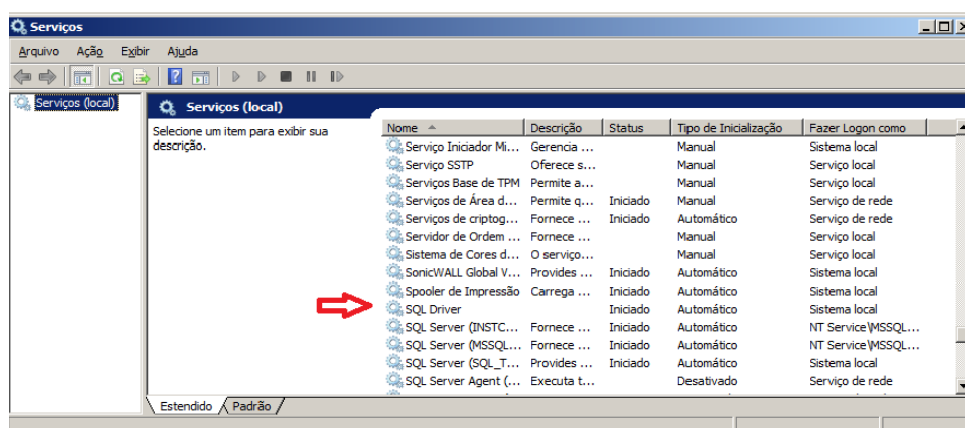 Serviços
Arquivo Ação Exibir Ajuda
Serviços (local)
Serviços (local)
Selecione um item para exibir sua
descrição.
Nome Descrição Status Tipo de Inicialização Fazer Logon como
Serviço Iniciador Mi... Gerencia ... Manual Sistema local
Serviço SSTP Oferece s... Manual Serviço local
Serviços Base de TPM Permite a... Manual Serviço local
Serviços de Área d... Permite q... Iniciado Manual Serviço de rede
Serviços de criptog... Fornece ... Iniciado Automático Serviço de rede
Servidor de Ordem ... Fornece ... Manual Serviço local
Sistema de Cores d... O serviço... Manual Serviço local
SonicWALL Global V... Provides ... Iniciado Automático Sistema local
Spooler de Impressão Carrega ... Iniciado Automático Sistema local
SQL Driver Iniciado Automático Sistema local
SQL Server (INSTC... Fornece ... Iniciado Automático NT Service\MSSQL...
SQL Server (MSSQL... Fornece ... Iniciado Automático NT Service\MSSQL...
SQL Server (SQL_T... Provides ... Iniciado Automático Sistema local
SQL Server Agent (... Executa t... Desativado Serviço de rede
Estendido Padrão